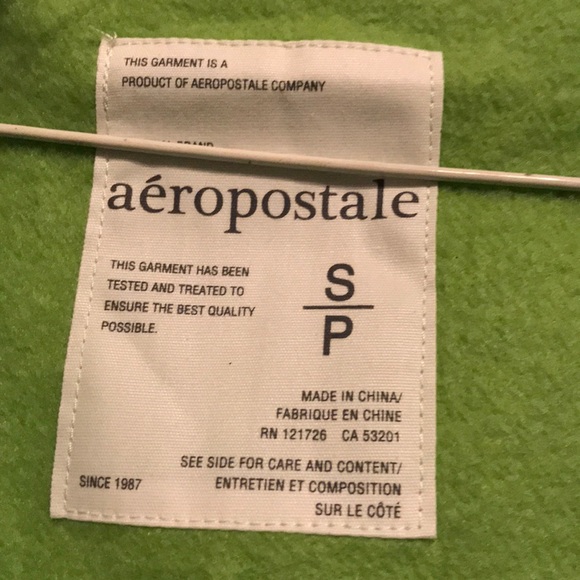 THIS GARMENT IS A
PRODUCT OF AEROPOSTALE COMPANY
BRAND
aéropostale
THIS GARMENT HAS BEEN
TESTED AND TREATED TO
ENSURE THE BEST QUALITY
POSSIBLE.
S
P
MADE IN CHINA/
FABRIQUE EN CHINE
RN 121726 CA 53201
SEE SIDE FOR CARE AND CONTENT/
ENTRETIEN ET COMPOSITION
SUR LE CÔTÉ
SINCE 1987